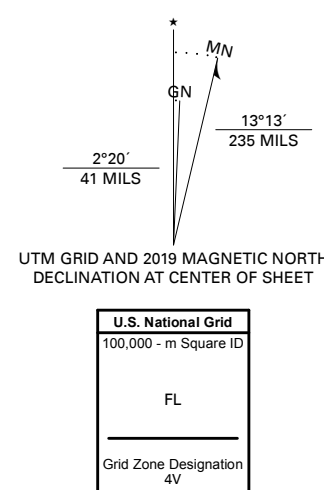 ★
MN
GN
13°13´
235 MILS
2°20´
41 MILS
UTM GRID AND 2019 MAGNETIC NORTH
DECLINATION AT CENTER OF SHEET
U.S. National Grid
100,000 - m Square ID
FL
Grid Zone Designation
4V